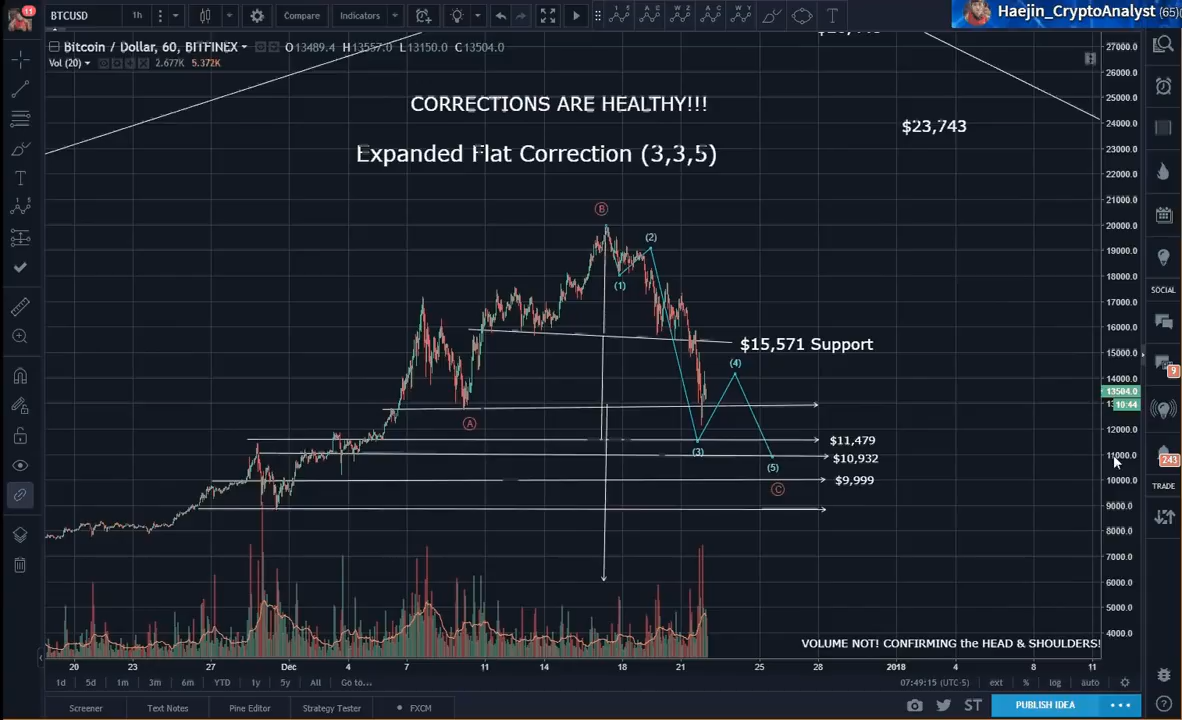 11
BTCUSD
1h
Compare
Indicators
Haejin_CryptoAnalyst (65)
Bitcoin / Dollar, 60, BITFINEX
O13489.4 H13557.0 L13150.0 C13504.0
Vol (20)
2.677K 5.372K
CORRECTIONS ARE HEALTHY!!!
Expanded Flat Correction (3,3,5)
$23,743
B
(2)
(1)
$15,571 Support
(4)
A
(3)
$11,479
$10,932
(5)
C
$9,999
27000.0
26000.0
25000.0
24000.0
23000.0
22000.0
21000.0
20000.0
19000.0
18000.0
17000.0
16000.0
15000.0
14000.0
13504.0
10:44
12000.0
11000.0
10000.0
9000.0
8000.0
7000.0
6000.0
5000.0
4000.0
VOLUME NOT! CONFIRMING the HEAD & SHOULDERS!
20 23 27 Dec 4 7 11 14 18 21 25 28 2018 4 8 11
1d 5d 1m 3m 6m YTD 1y 5y All Go to...
07:49:15 (UTC-5) ext % log auto
Screener Text Notes Pine Editor Strategy Tester FXCM
ST
PUBLISH IDEA
SOCIAL
9
243
TRADE